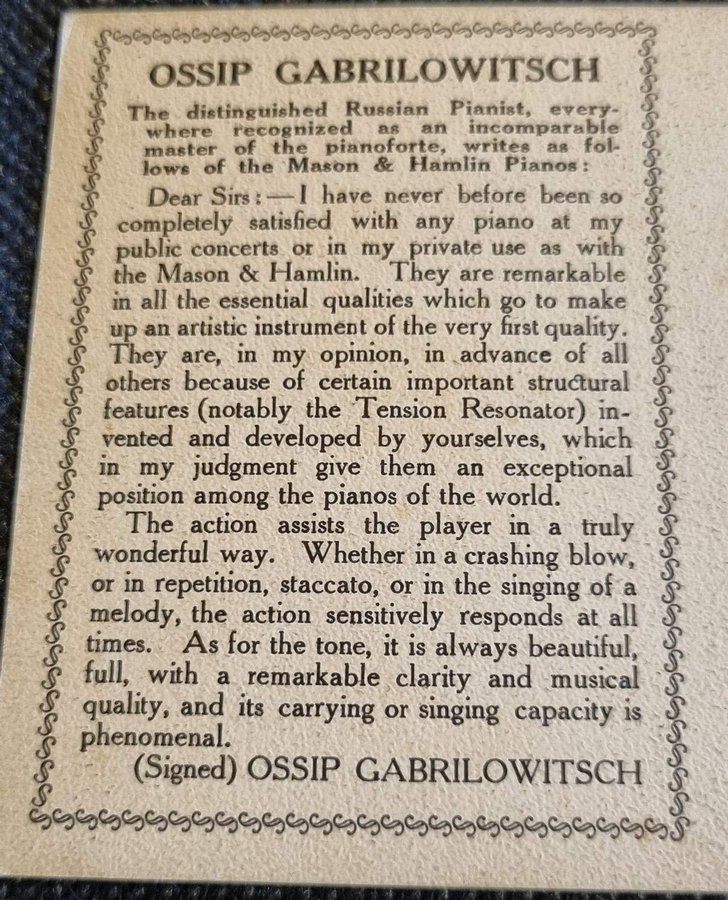 OSSIP GABRILOWITSCH
The distinguished Russian Pianist, every-
where recognized as an incomparable
master of the pianoforte, writes as fol-
lows of the Mason & Hamlin Pianos:
Dear Sirs:—I have never before been so
completely satisfied with any piano at my
public concerts or in my private use as with
the Mason & Hamlin. They are remarkable
in all the essential qualities which go to make
up an artistic instrument of the very first quality.
They are, in my opinion, in advance of all
others because of certain important structural
features (notably the Tension Resonator) in-
vented and developed by yourselves, which
in my judgment give them an exceptional
position among the pianos of the world.
The action assists the player in a truly
wonderful way. Whether in a crashing blow,
or in repetition, staccato, or in the singing of a
melody, the action sensitively responds at all
times. As for the tone, it is always beautiful,
full, with a remarkable clarity and musical
quality, and its carrying or singing capacity is
phenomenal.
(Signed) OSSIP GABRILOWITSCH